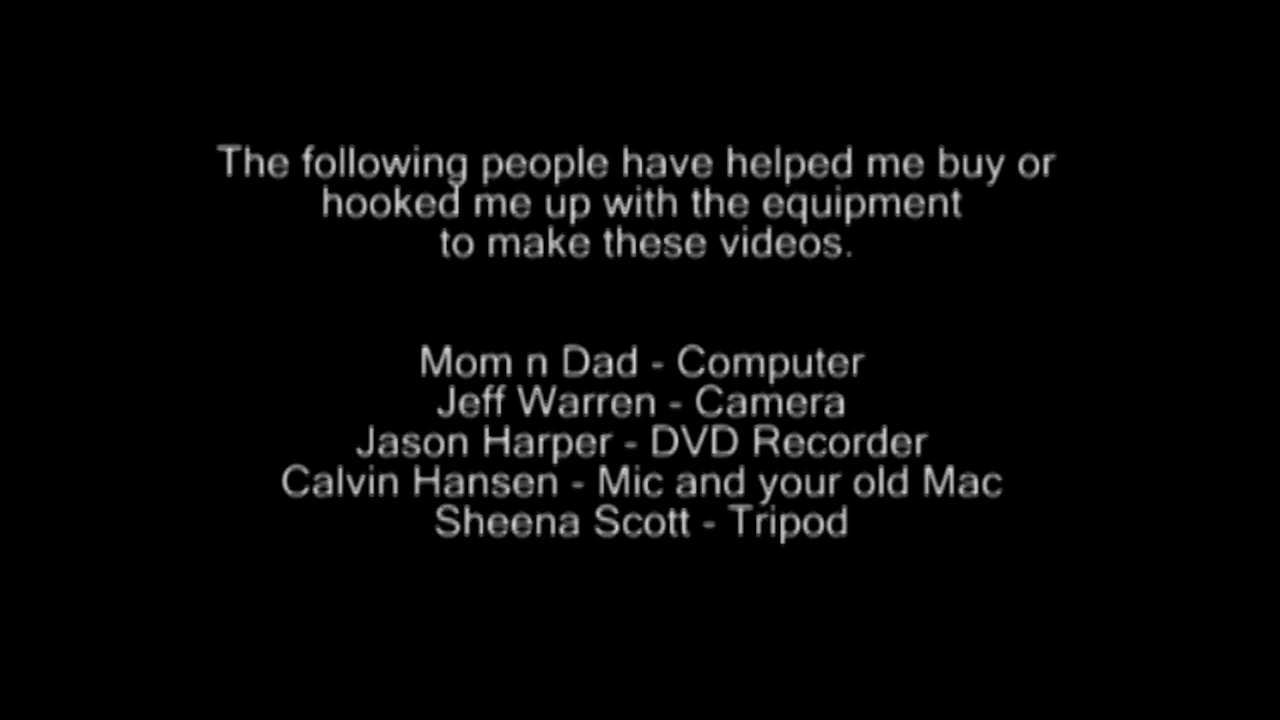 The following people have helped me buy or
hooked me up with the equipment
to make these videos.
Mom n Dad - Computer
Jeff Warren - Camera
Jason Harper - DVD Recorder
Calvin Hansen - Mic and your old Mac
Sheena Scott - Tripod